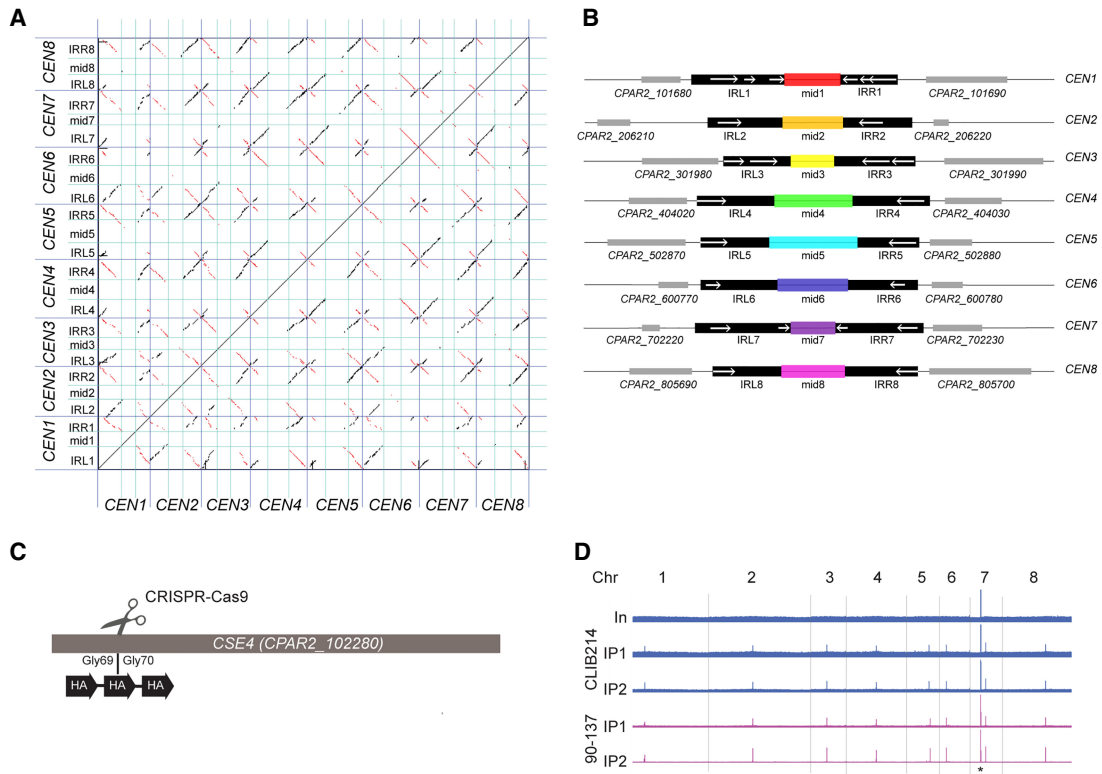 A
CEN8
IRR8
mid8
IRL8
CEN7
IRR7
mid7
IRL7
CEN6
IRR6
mid6
IRL6
CEN5
IRR5
mid5
IRL5
CEN4
IRR4
mid4
IRL4
CEN3
IRR3
mid3
IRL3
CEN2
IRR2
mid2
IRL2
CEN1
IRR1
mid1
IRL1
CEN1 CEN2 CEN3 CEN4 CEN5 CEN6 CEN7 CEN8
B
CEN1
CPAR2_101680 IRL1 mid1 IRR1 CPAR2_101690
CEN2
CPAR2_206210 IRL2 mid2 IRR2 CPAR2_206220
CEN3
CPAR2_301980 IRL3 mid3 IRR3 CPAR2_301990
CEN4
CPAR2_404020 IRL4 mid4 IRR4 CPAR2_404030
CEN5
CPAR2_502870 IRL5 mid5 IRR5 CPAR2_502880
CEN6
CPAR2_600770 IRL6 mid6 IRR6 CPAR2_600780
CEN7
CPAR2_702220 IRL7 mid7 IRR7 CPAR2_702230
CEN8
CPAR2_805690 IRL8 mid8 IRR8 CPAR2_805700
C
CRISPR-Cas9
CSE4 (CPAR2_102280)
Gly69 Gly70
HA HA HA
D
Chr 1 2 3 4 5 6 7 8
In
CLIB214
IP1
IP2
90-137
IP1
IP2
*